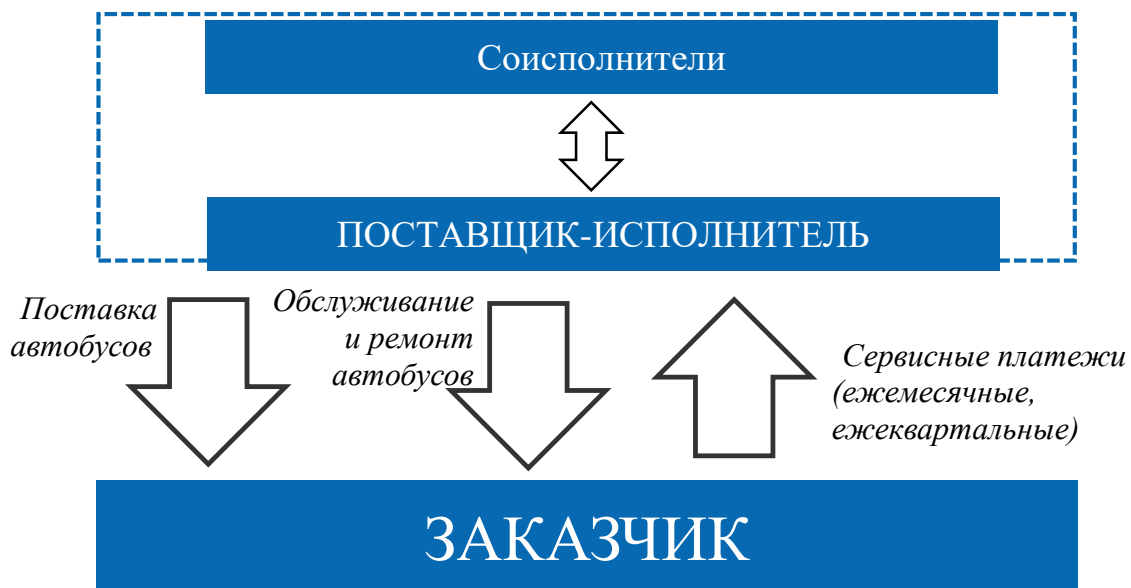 Соисполнители
ПОСТАВЩИК-ИСПОЛНИТЕЛЬ
Поставка
автобусов
Обслуживание
и ремонт
автобусов
Сервисные платежи
(ежемесячные,
ежеквартальные)
ЗАКАЗЧИК